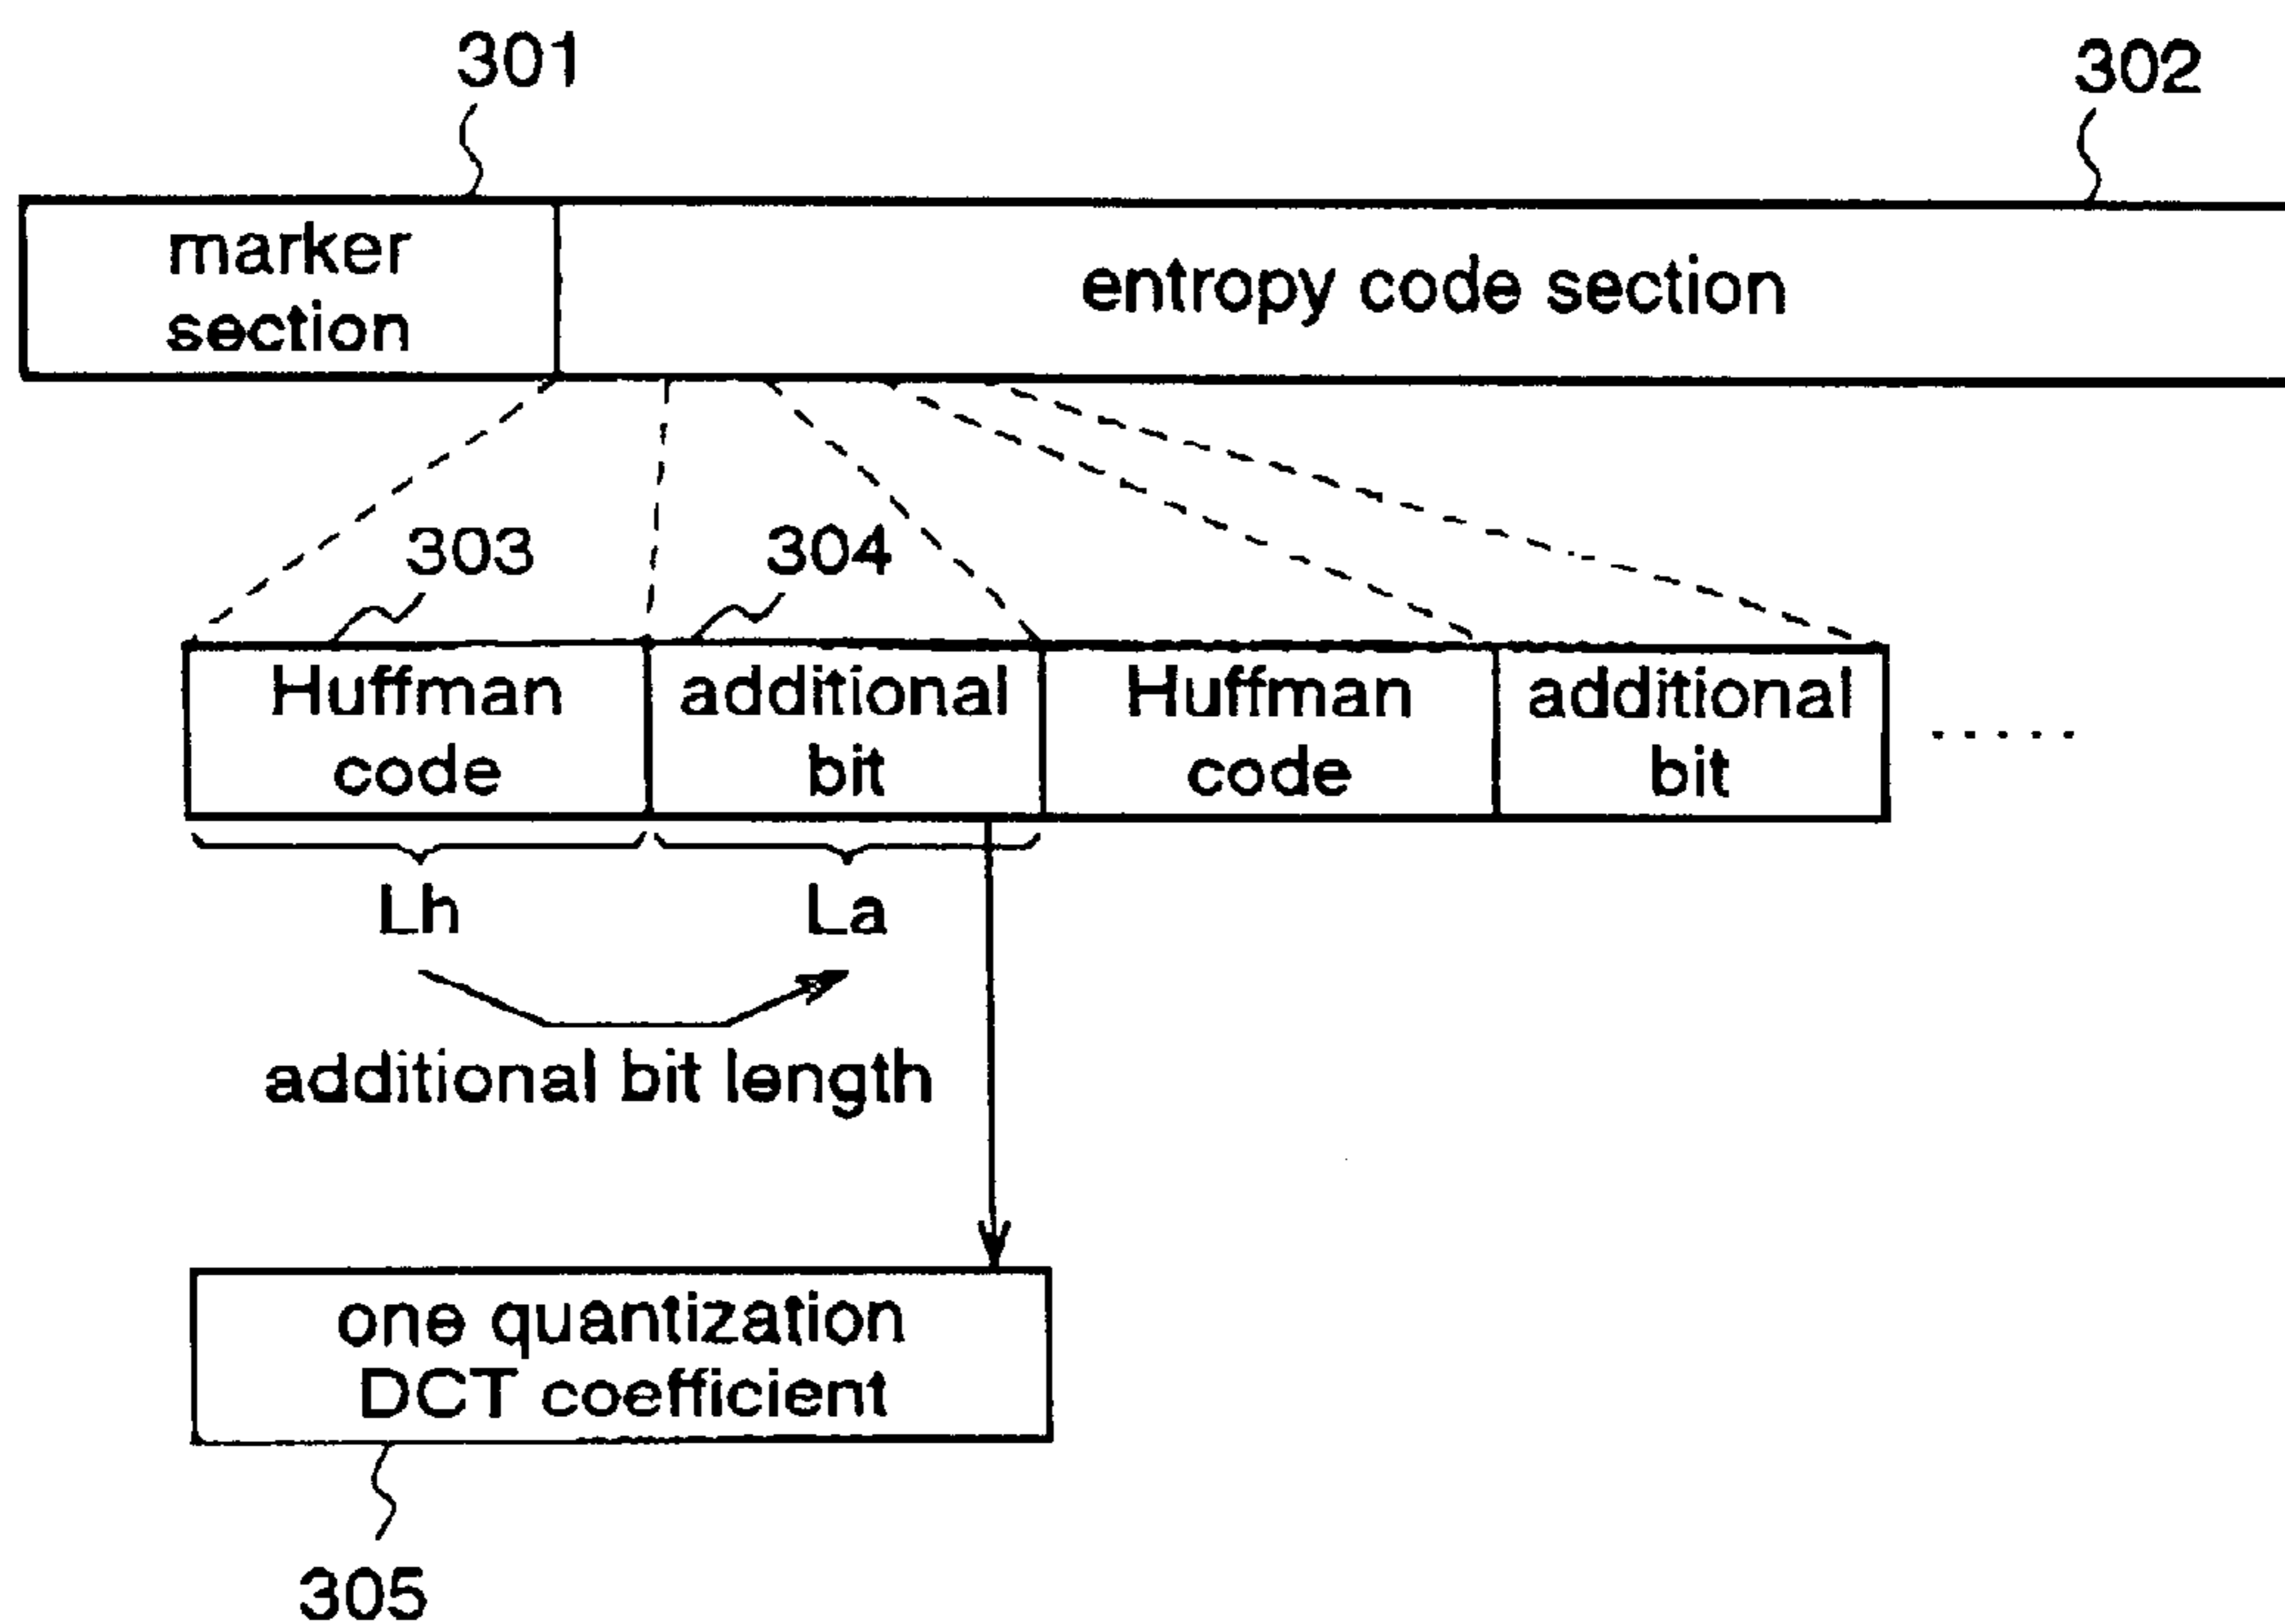 301
302
marker
section
entropy code section
303
304
Huffman
code
additional
bit
Huffman
code
additional
bit
.....
Lh
La
additional bit length
one quantization
DCT coefficient
305